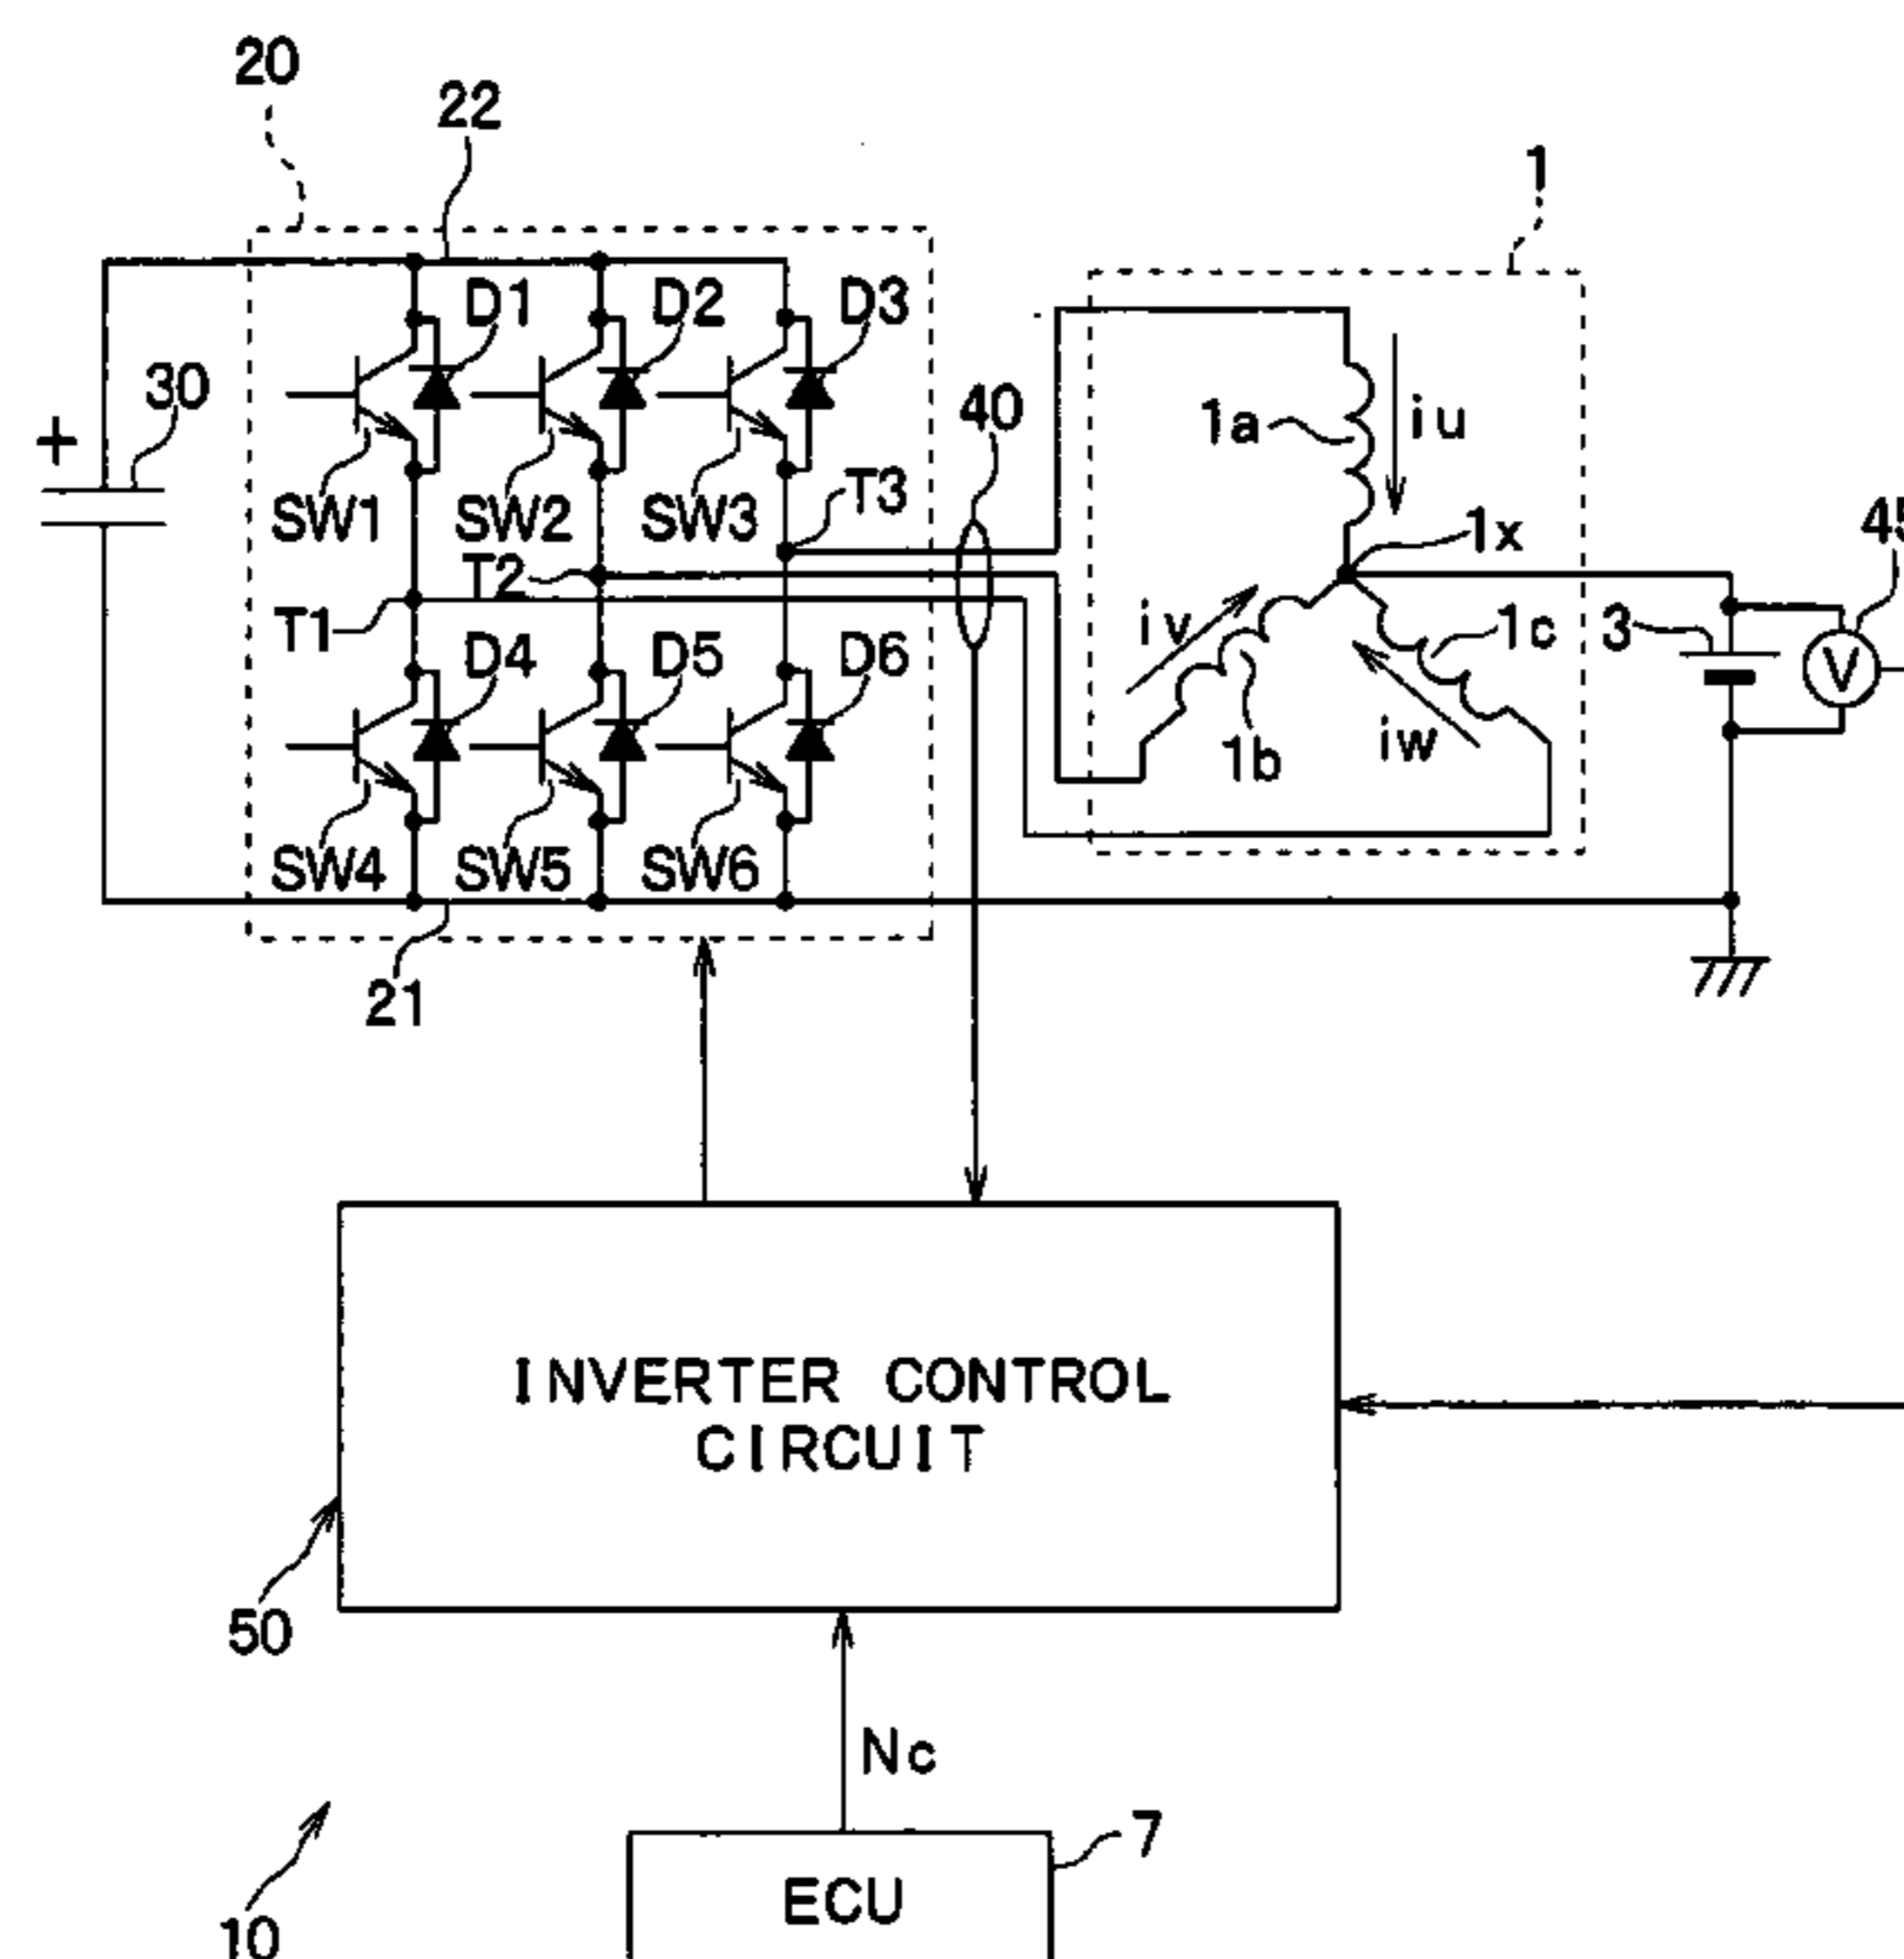 20
22
1
D1
D2
D3
30
+
40
1a
iu
SW1
SW2
SW3
T3
1x
T2
T1
iv
1c
3
V
D4
D5
D6
1b
iw
SW4
SW5
SW6
21
INVERTER CONTROL
CIRCUIT
50
Nc
7
ECU
10